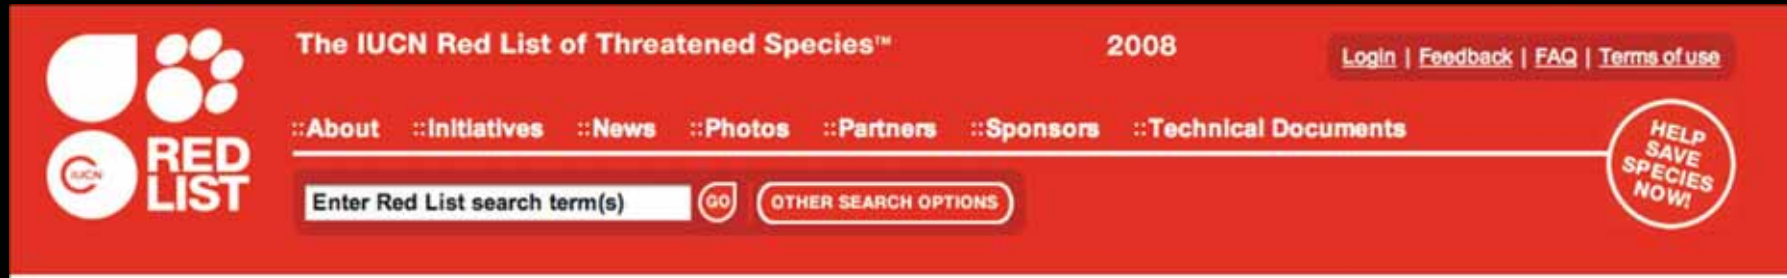 The IUCN Red List of Threatened Species™
2008
Login | Feedback | FAQ | Terms of use
::About ::Initiatives ::News ::Photos ::Partners ::Sponsors ::Technical Documents
IUCN
RED
LIST
Enter Red List search term(s)
GO
OTHER SEARCH OPTIONS
HELP
SAVE
SPECIES
NOW!